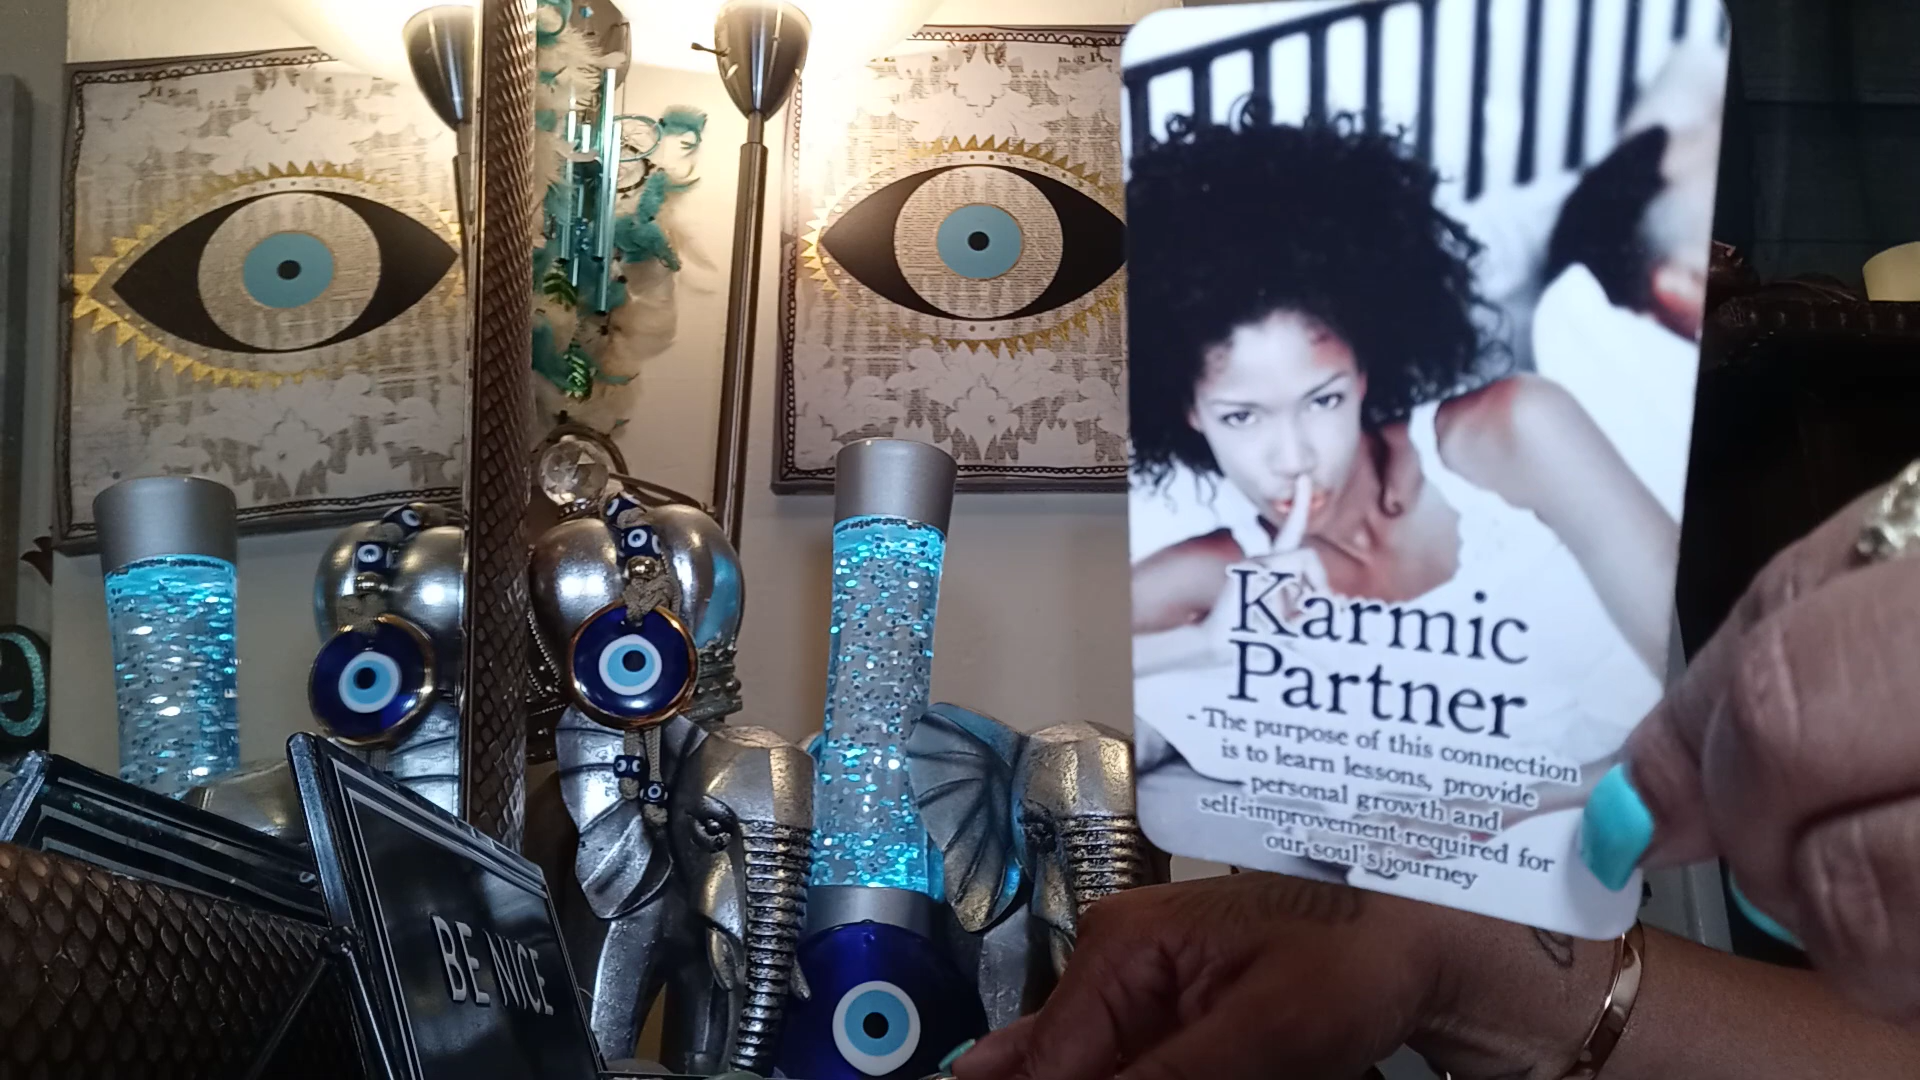 BE NICE
Karmic
Partner
- The purpose of this connection
is to learn lessons, provide
personal growth and
self-improvement required for
our soul's journey